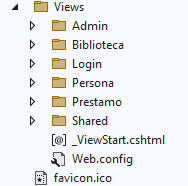 Views
Admin
Biblioteca
Login
Persona
Prestamo
Shared
[@] _ViewStart.cshtml
Web.config
favicon.ico